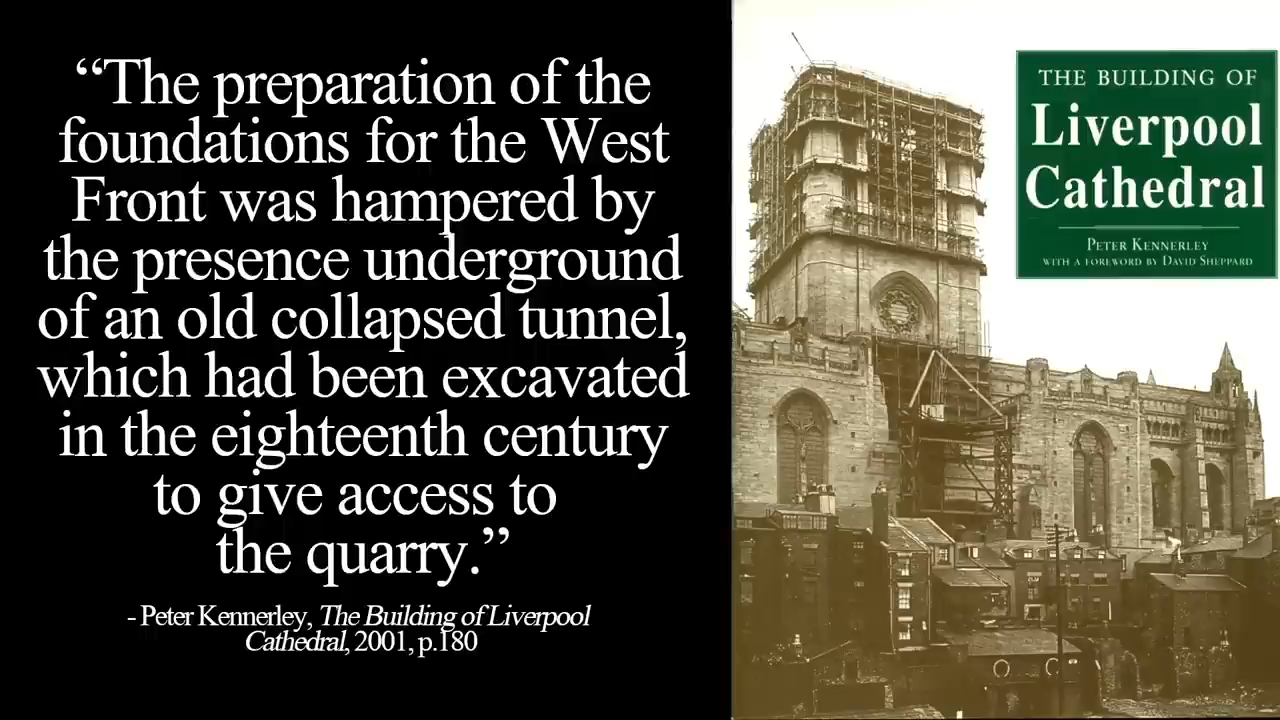 “The preparation of the
foundations for the West
Front was hampered by
the presence underground
of an old collapsed tunnel,
which had been excavated
in the eighteenth century
to give access to
the quarry.”
- Peter Kennerley, The Building of Liverpool
Cathedral, 2001, p.180
THE BUILDING OF
Liverpool
Cathedral
PETER KENNERLEY
WITH A FOREWORD BY DAVID SHEPPARD